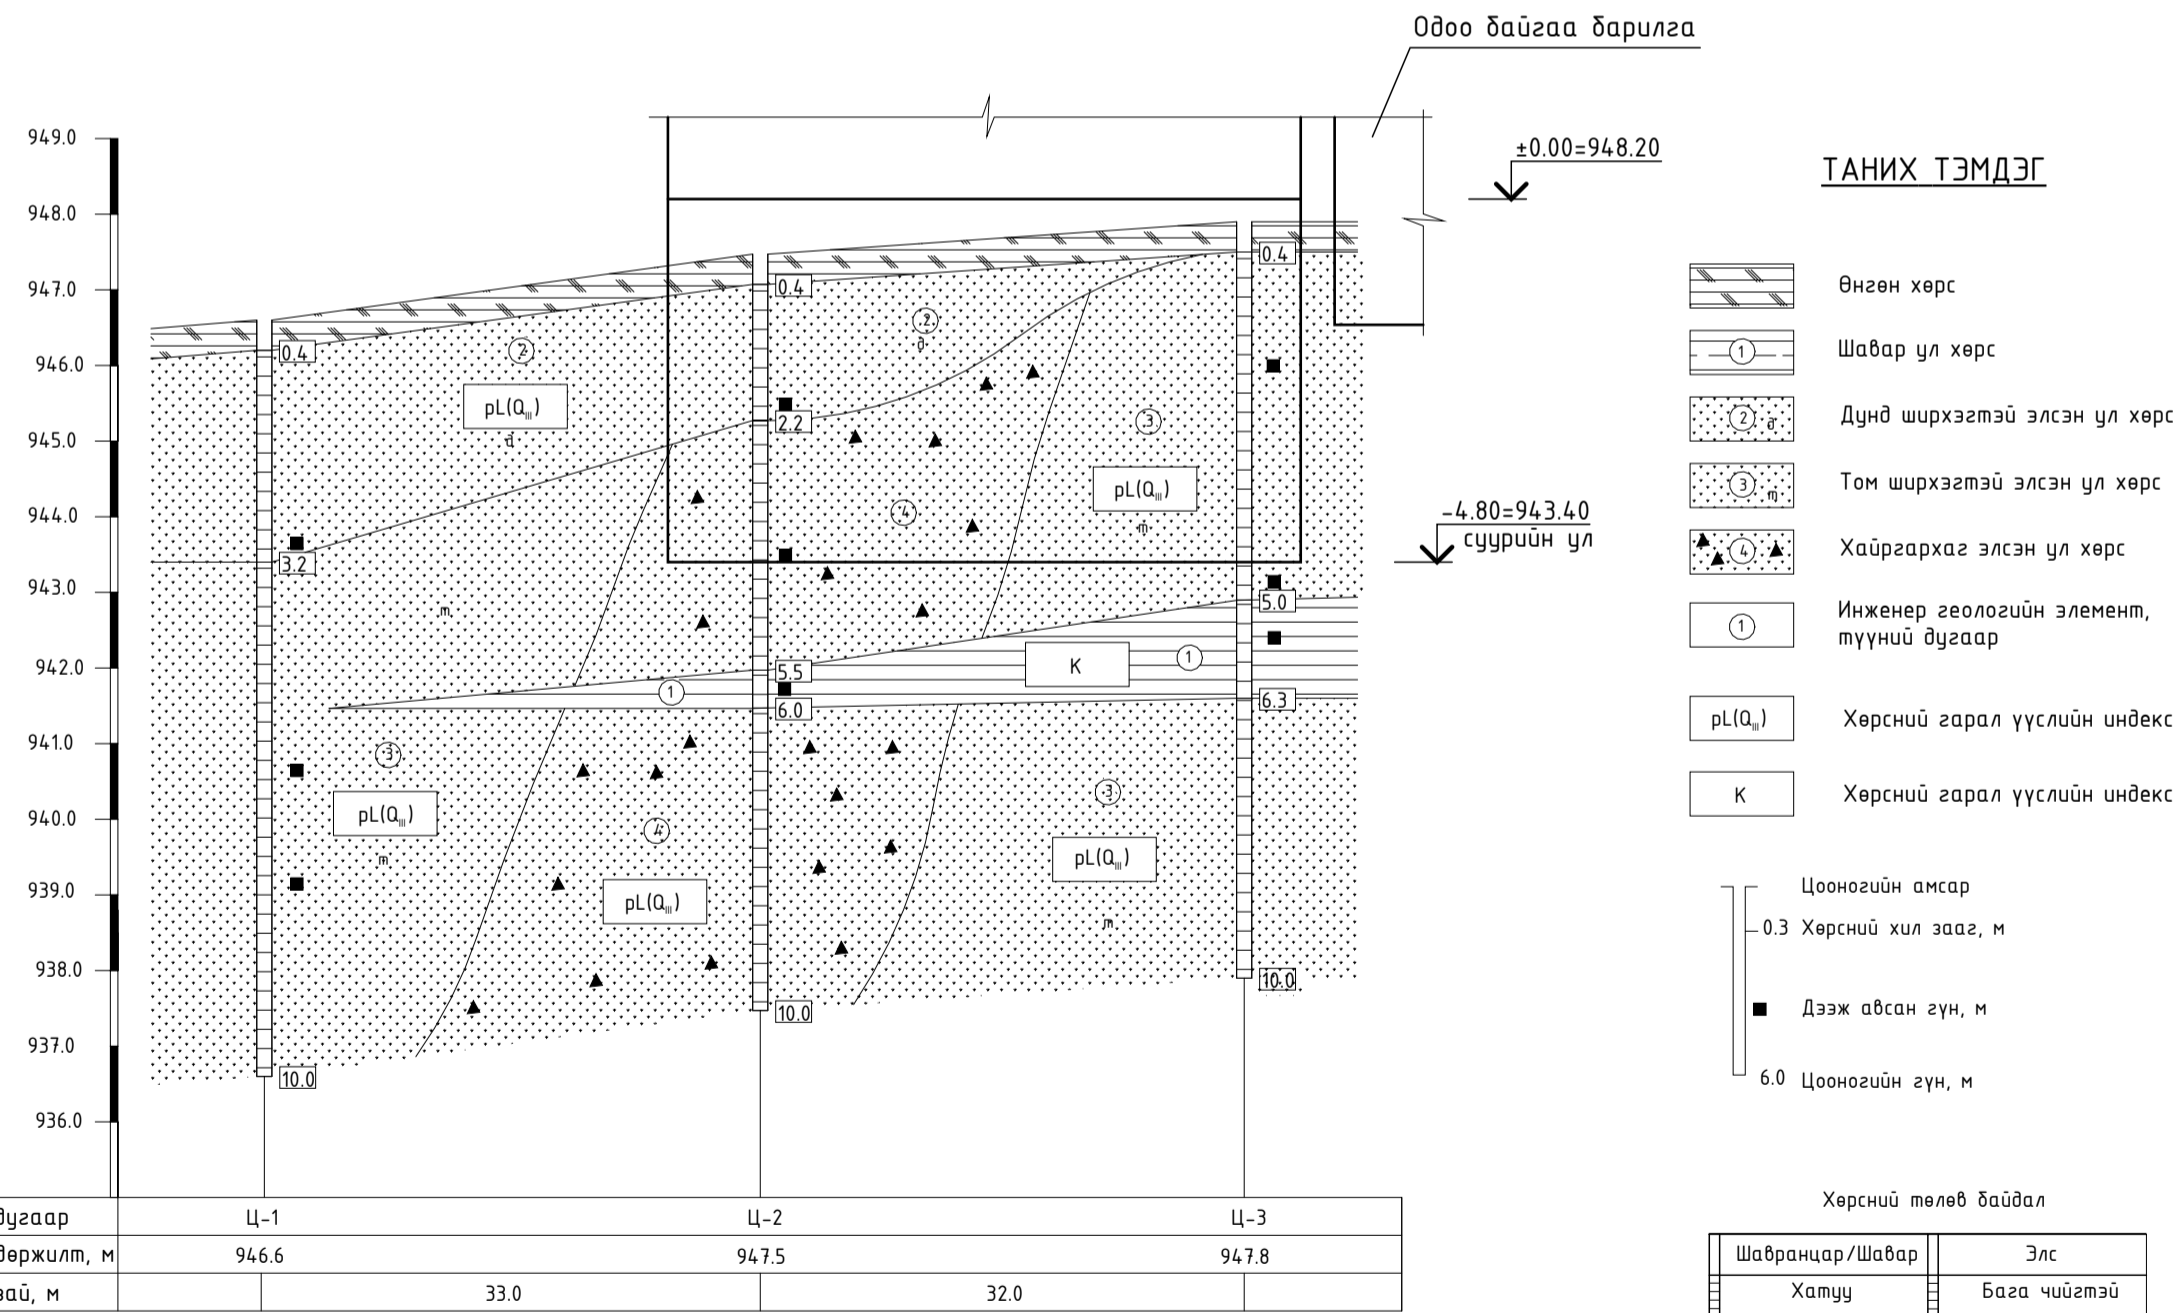 Одоо байгаа барилга
949.0
±0.00=948.20
ТАНИХ ТЭМДЭГ
948.0
0.4
947.0
0.4
Өнгөн хөрс
2
д
0.4
2
946.0
1
Шавар ул хөрс
pL(QIII)
д
2.2
3
2 д
Дунд ширхэгтэй элсэн ул хөрс
945.0
pL(QIII)
3 т
Том ширхэгтэй элсэн ул хөрс
944.0
4
т
-4.80=943.40
суурийн ул
4
Хайргархаг элсэн ул хөрс
3.2
943.0
5.0
т
1
Инженер геологийн элемент,
түүний дугаар
942.0
5.5
K
1
1
6.0
6.3
pL(QIII)
Хөрсний гарал үүслийн индекс
941.0
3
K
Хөрсний гарал үүслийн индекс
940.0
pL(QIII)
3
4
т
pL(QIII)
939.0
pL(QIII)
т
Цооногийн амсар
0.3 Хөрсний хил зааг, м
938.0
10.0
10.0
Дээж авсан гүн, м
937.0
10.0
6.0 Цооногийн гүн, м
936.0
дугаар
Ц-1
Ц-2
Ц-3
Хөрсний төлөв байдал
дөржилт, м
946.6
947.5
947.8
Шавранцар/Шавар
Элс
зай, м
33.0
32.0
Хатуу
Бага чийгтэй